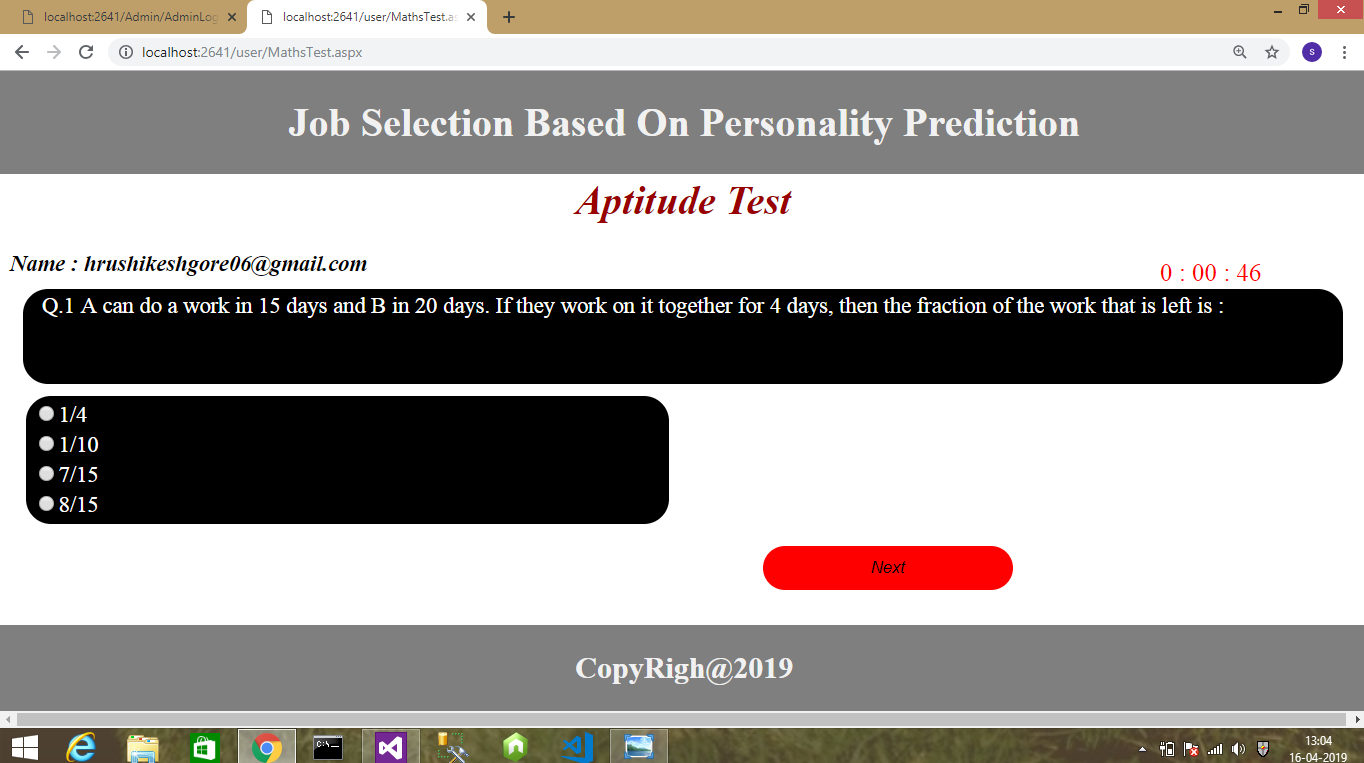 localhost:2641/Admin/AdminLog
localhost:2641/user/MathsTest.as
localhost:2641/user/MathsTest.aspx
s
Job Selection Based On Personality Prediction
Aptitude Test
Name : hrushikeshgore06@gmail.com
0 : 00 : 46
Q.1 A can do a work in 15 days and B in 20 days. If they work on it together for 4 days, then the fraction of the work that is left is :
1/4
1/10
7/15
8/15
Next
CopyRigh@2019
C:\_
13:04
16-04-2019